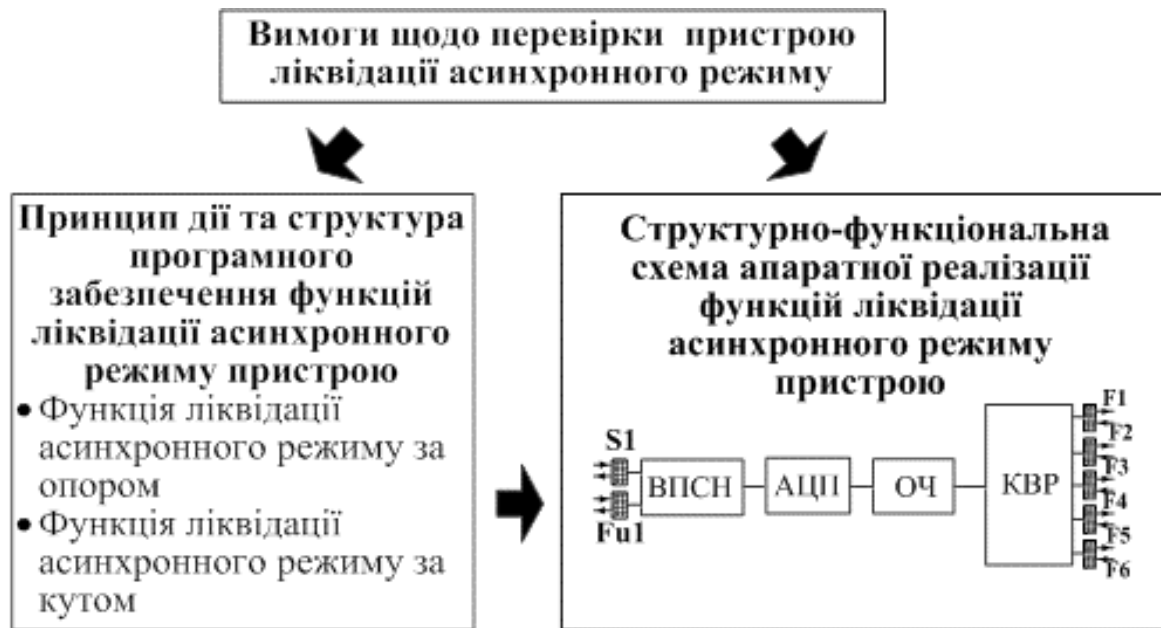 Вимоги щодо перевірки пристрою
ліквідації асинхронного режиму
Принцип дії та структура
програмного
забезпечення функцій
ліквідації асинхронного
режиму пристрою
• Функція ліквідації
асинхронного режиму за
опором
• Функція ліквідації
асинхронного режиму за
кутом
Структурно-функціональна
схема апаратної реалізації
функцій ліквідації
асинхронного режиму
пристрою
S1
Fu1
ВПСН
АЦП
ОЧ
КВР
F1
F2
F3
F4
F5
F6